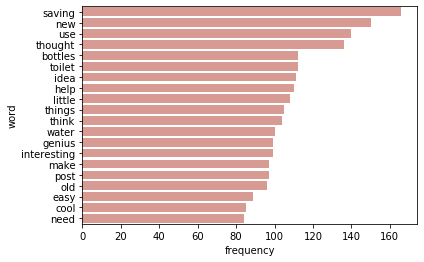 saving
new
use
thought
bottles
toilet
idea
help
little
things
think
water
genius
interesting
make
post
old
easy
cool
need
word
0 20 40 60 80 100 120 140 160
frequency